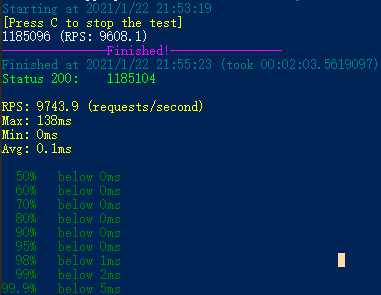 Starting at 2021/1/22 21:53:19
[Press C to stop the test]
1185096 (RPS: 9608.1)
---------------Finished!----------------
Finished at 2021/1/22 21:55:23 (took 00:02:03.5619097)
Status 200: 1185104
RPS: 9743.9 (requests/second)
Max: 138ms
Min: 0ms
Avg: 0.1ms
50% below 0ms
60% below 0ms
70% below 0ms
80% below 0ms
90% below 0ms
95% below 0ms
98% below 1ms
99% below 2ms
99.9% below 5ms